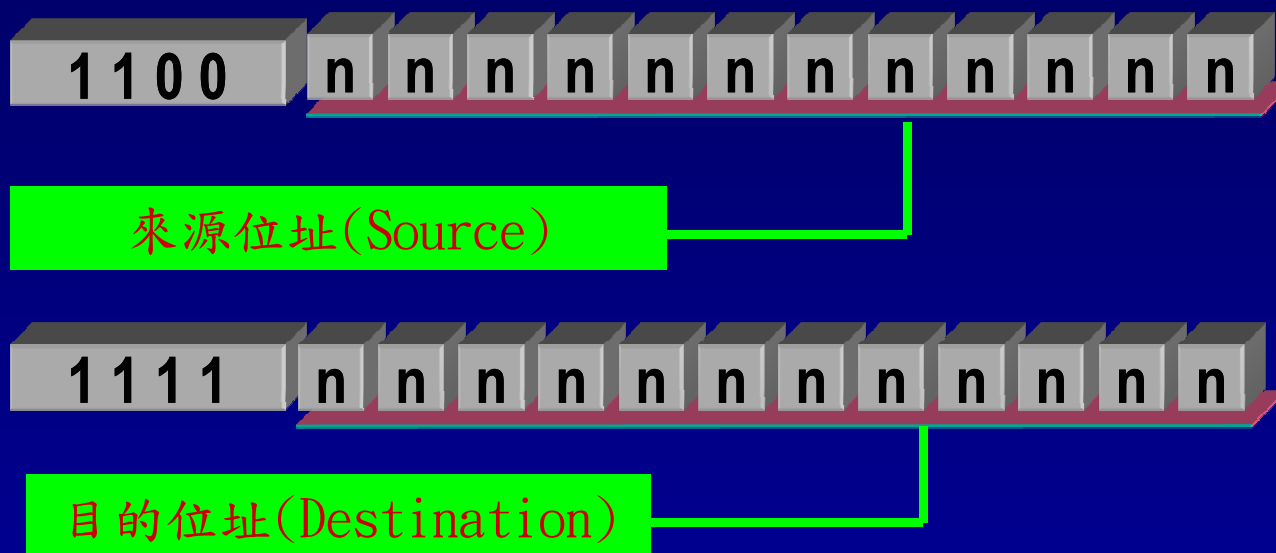 1100 n n n n n n n n n n n n
來源位址(Source)
1111 n n n n n n n n n n n n
目的位址(Destination)